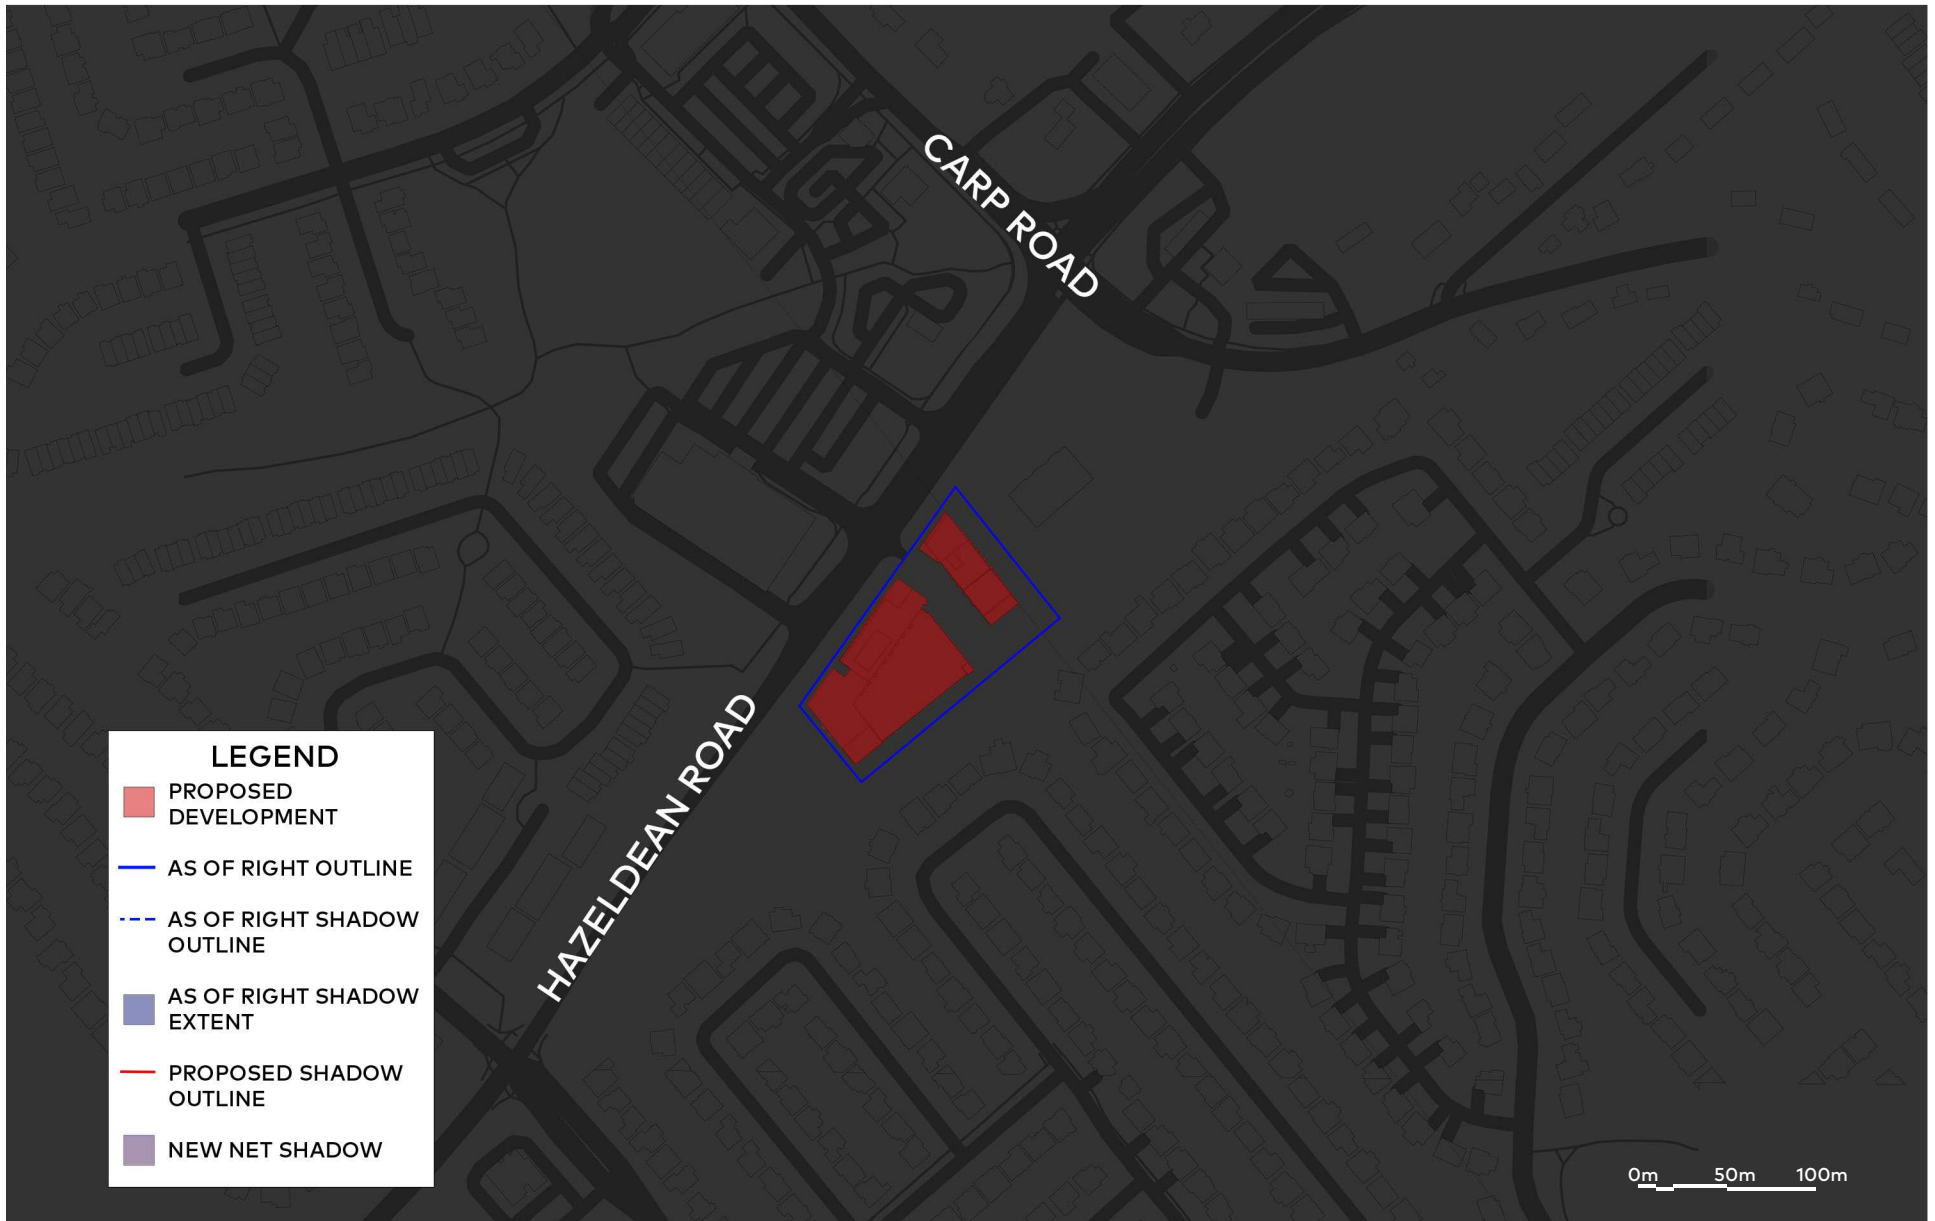 CARP ROAD
HAZELDEAN ROAD
LEGEND
PROPOSED
DEVELOPMENT
AS OF RIGHT OUTLINE
AS OF RIGHT SHADOW
OUTLINE
AS OF RIGHT SHADOW
EXTENT
PROPOSED SHADOW
OUTLINE
NEW NET SHADOW
0m 50m 100m